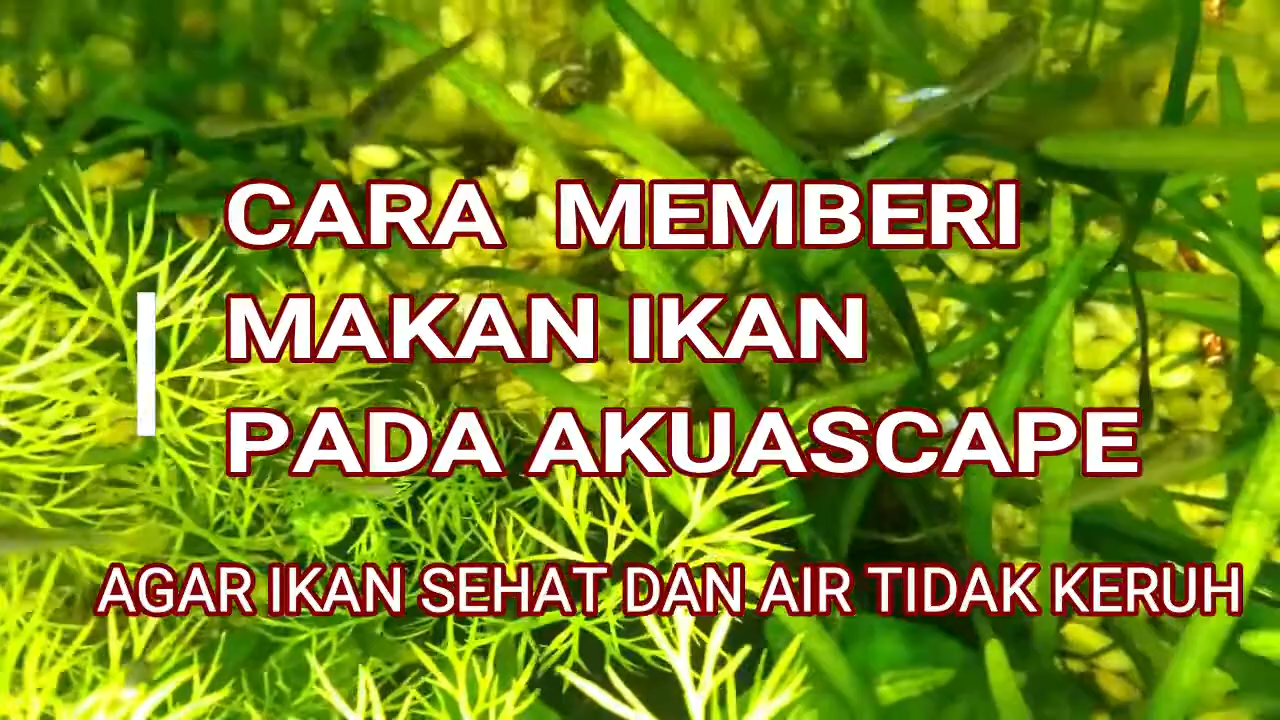 CARA MEMBERI
MAKAN IKAN
PADA AKUASCAPE
AGAR IKAN SEHAT DAN AIR TIDAK KERUH